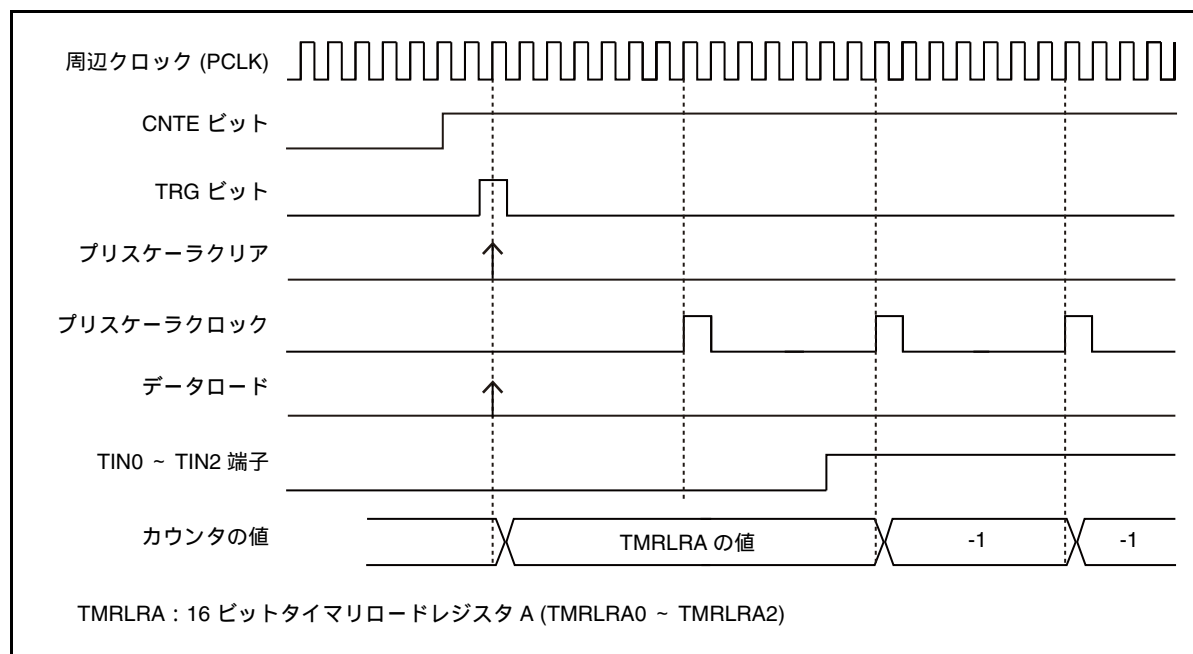 周辺クロック (PCLK)
CNTE ビット
TRG ビット
プリスケーラクリア
プリスケーラクロック
データロード
TIN0 ~ TIN2 端子
カウンタの値
TMRLRA の値
-1
-1
TMRLRA : 16 ビットタイマリロードレジスタ A (TMRLRA0 ~ TMRLRA2)